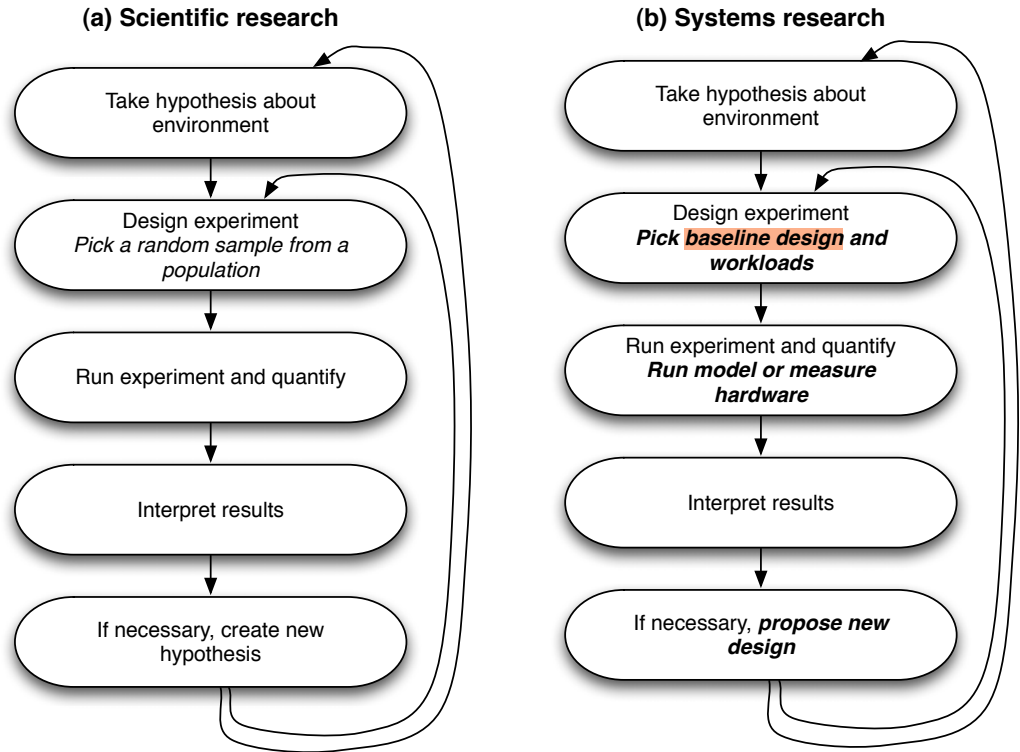 (a) Scientific research
Take hypothesis about
environment
Design experiment
Pick a random sample from a
population
Run experiment and quantify
Interpret results
If necessary, create new
hypothesis
(b) Systems research
Take hypothesis about
environment
Design experiment
Pick baseline design and
workloads
Run experiment and quantify
Run model or measure
hardware
Interpret results
If necessary, propose new
design